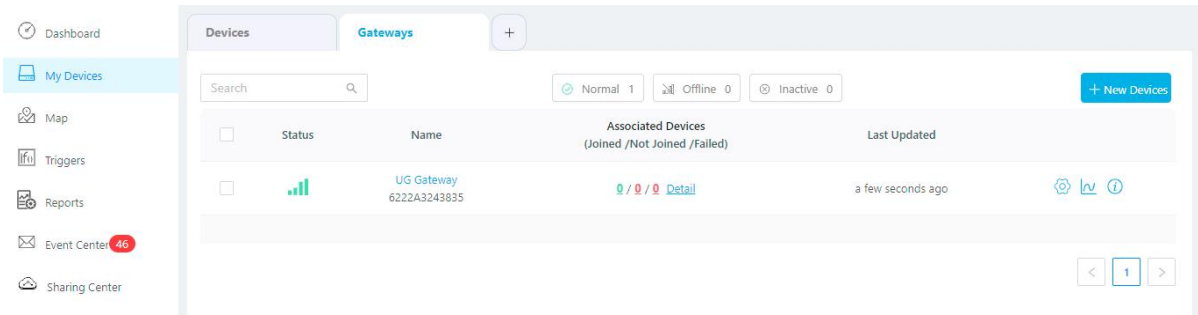 Dashboard
My Devices
Map
if()
Triggers
Reports
Event Center 46
Sharing Center
Devices
Gateways
+
Search
Normal 1
Offline 0
Inactive 0
+ New Devices
Status
Name
Associated Devices
(Joined /Not Joined /Failed)
Last Updated
UG Gateway
6222A3243835
0 / 0 / 0 Detail
a few seconds ago
< 1 >